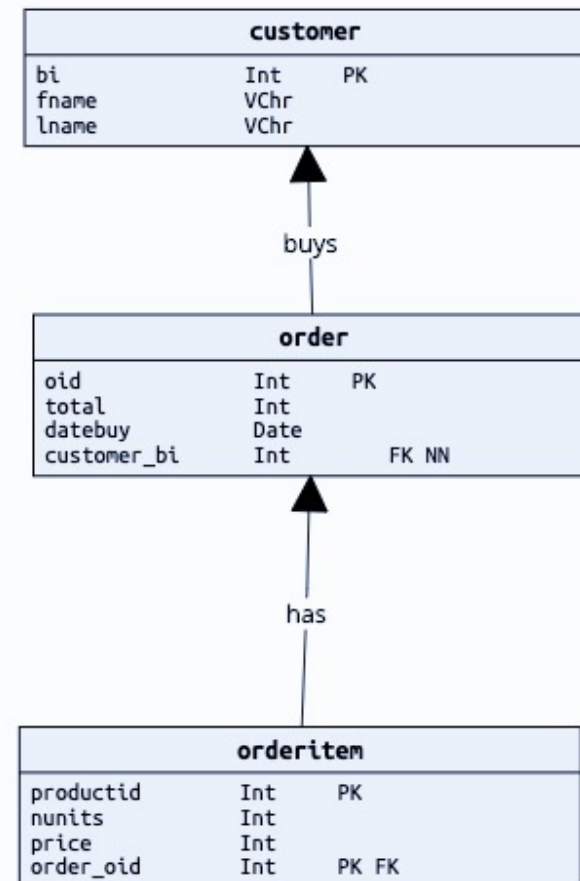 customer
bi Int PK
fname VChr
lname VChr
buys
order
oid Int PK
total Int
datebuy Date
customer_bi Int FK NN
has
orderitem
productid Int PK
nunits Int
price Int
order_oid Int PK FK